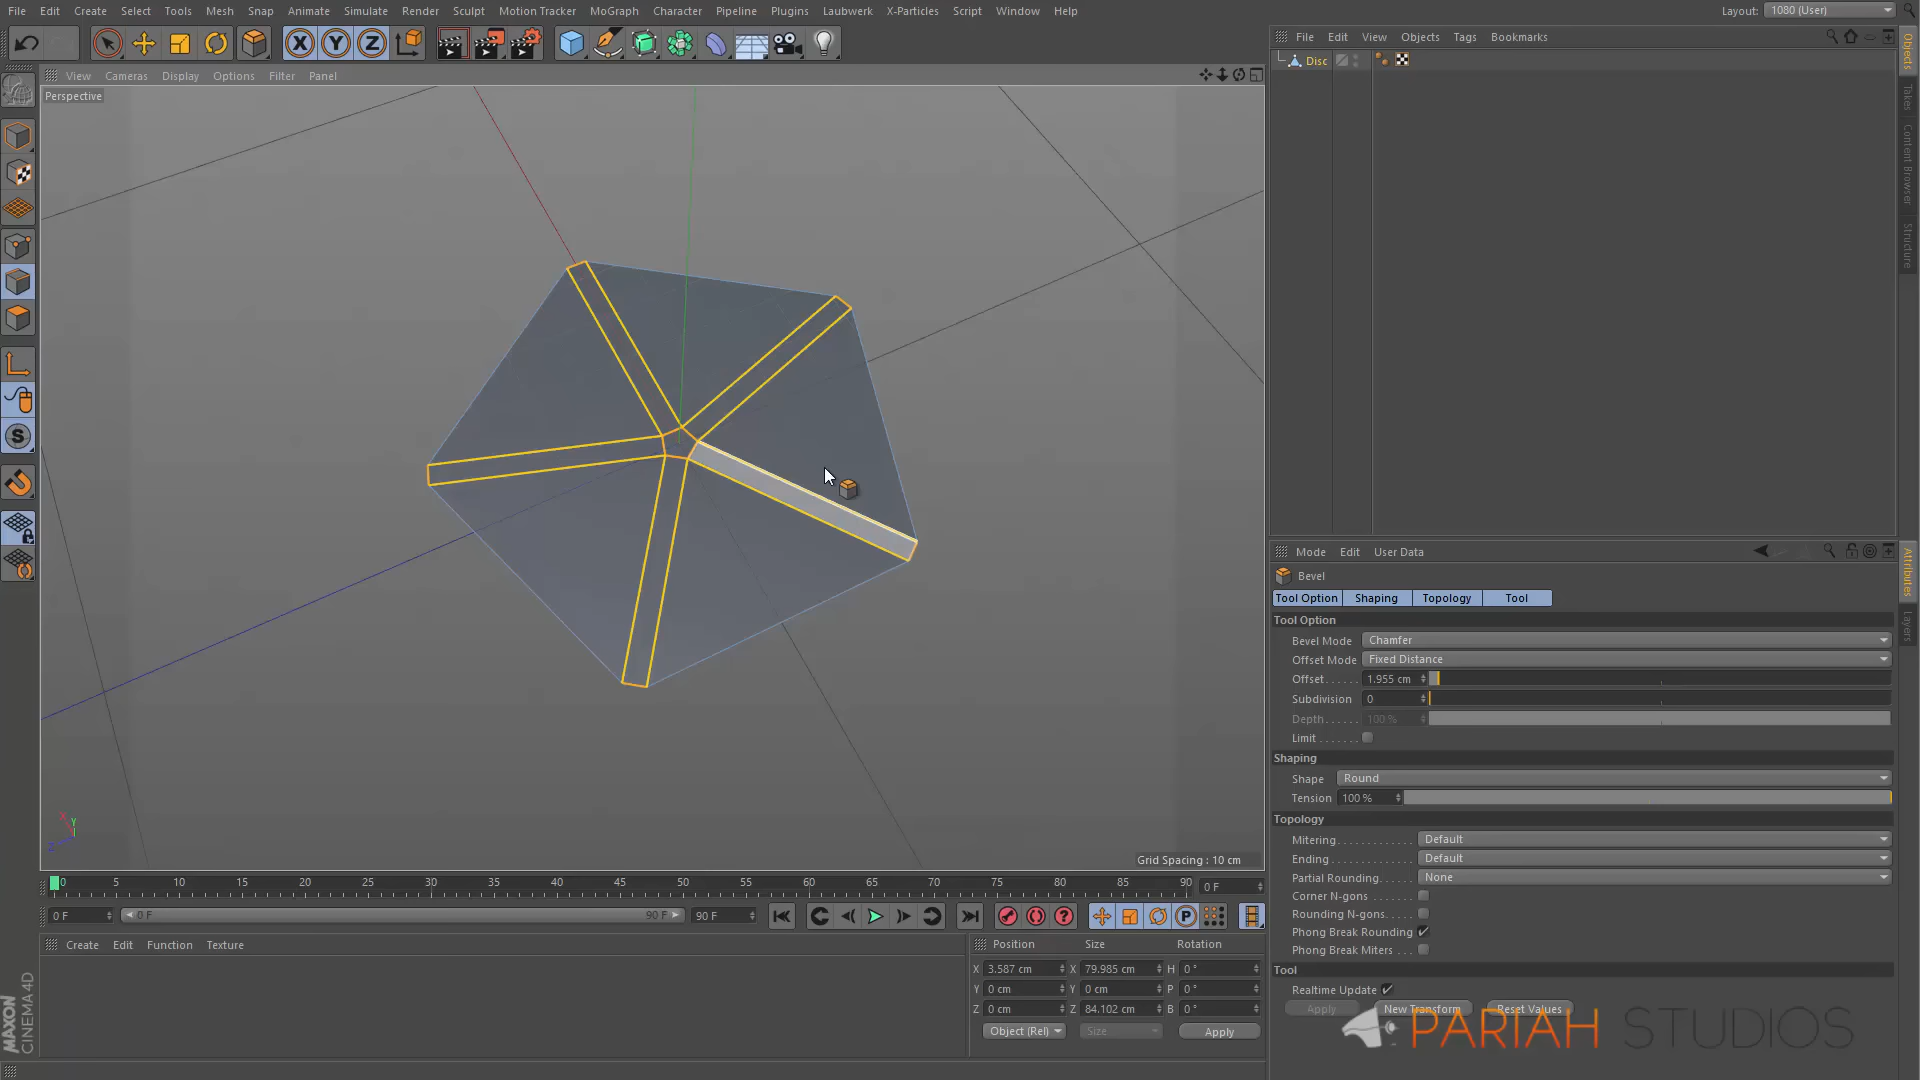 File Edit Create Select Tools Mesh Snap Animate Simulate Render Sculpt Motion Tracker MoGraph Character Pipeline Plugins Laubwerk X-Particles Script Window Help
Layout: 1080 (User)
X Y Z
File Edit View Objects Tags Bookmarks
Disc
Objects
Takes
Content Browser
Structure
View Cameras Display Options Filter Panel
Perspective
S
X
Y
Z
Grid Spacing : 10 cm
Mode Edit User Data
Bevel
Tool Option Shaping Topology Tool
Tool Option
Bevel Mode Chamfer
Offset Mode Fixed Distance
Offset . . . . . . 1.955 cm
Subdivision 0
Depth. . . . . . 100 %
Limit . . . . . . .
Shaping
Shape Round
Tension 100 %
Topology
Mitering. . . . . . . . . . . . Default
Ending. . . . . . . . . . . . . Default
Partial Rounding. . . . . . None
Corner N-gons . . . . . .
Rounding N-gons. . . . .
Phong Break Rounding
Phong Break Miters . . .
Tool
Realtime Update
Apply New Transform Reset Values
Attributes
Layers
0 5 10 15 20 25 30 35 40 45 50 55 60 65 70 75 80 85 90
0 F
0 F 0 F 90 F 90 F
P
Create Edit Function Texture
Position Size Rotation
X 3.587 cm X 79.985 cm H 0 °
Y 0 cm Y 0 cm P 0 °
Z 0 cm Z 84.102 cm B 0 °
Object (Rel) Size Apply
MAXON
CINEMA 4D
PARIAH STUDIOS